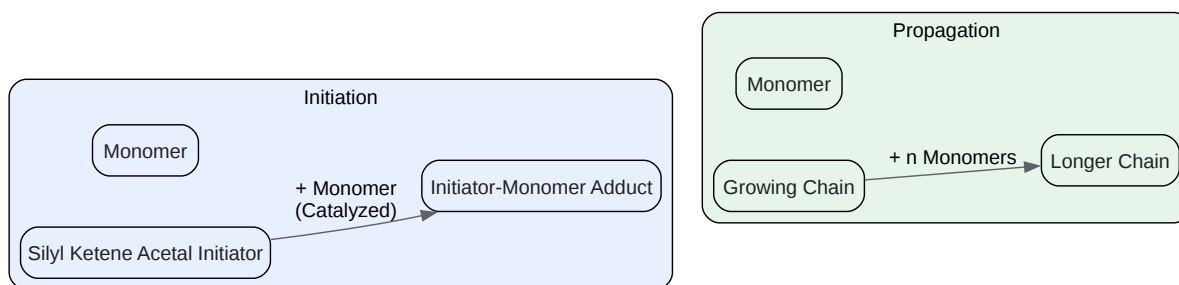 Initiation
Monomer
+ Monomer
(Catalyzed)
Initiator-Monomer Adduct
Silyl Ketene Acetal Initiator
Propagation
Monomer
+ n Monomers
Longer Chain
Growing Chain